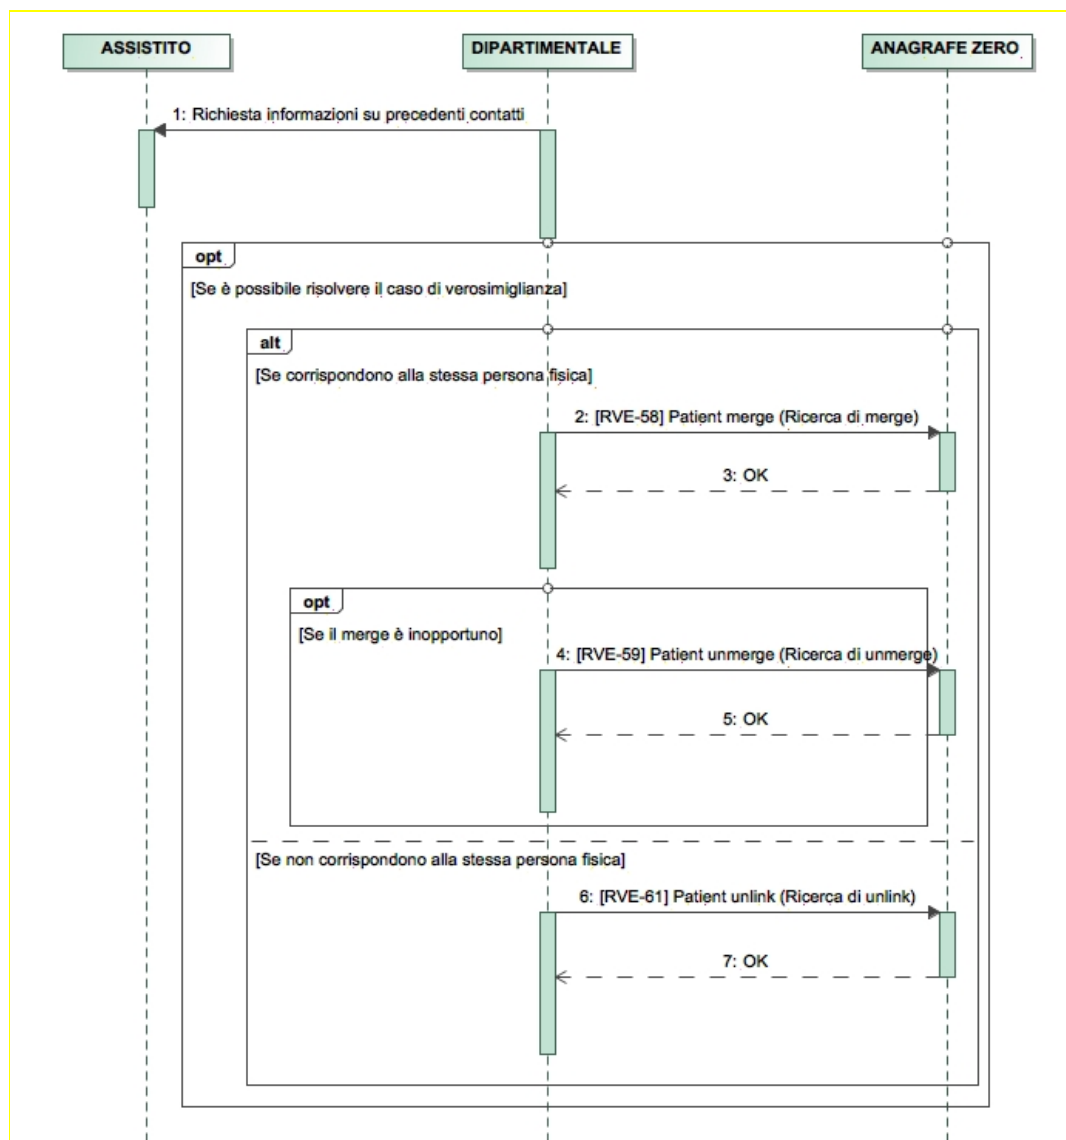 ASSISTITO
DIPARTIMENTALE
ANAGRAFE ZERO
1: Richiesta informazioni su precedenti contatti
opt
[Se è possibile risolvere il caso di verosimiglianza]
alt
[Se corrispondono alla stessa persona fisica]
2: [RVE-58] Patient merge (Ricerca di merge)
3: OK
opt
[Se il merge è inopportuno]
4: [RVE-59] Patient unmerge (Ricerca di unmerge)
5: OK
[Se non corrispondono alla stessa persona fisica]
6: [RVE-61] Patient unlink (Ricerca di unlink)
7: OK